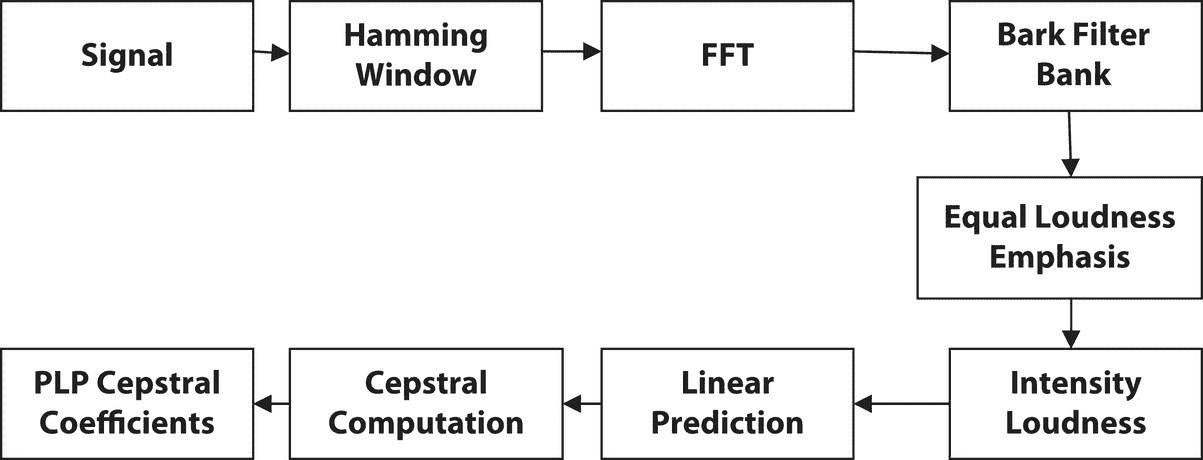 Signal
Hamming
Window
FFT
Bark Filter
Bank
Equal Loudness
Emphasis
Intensity
Loudness
Linear
Prediction
Cepstral
Computation
PLP Cepstral
Coefficients